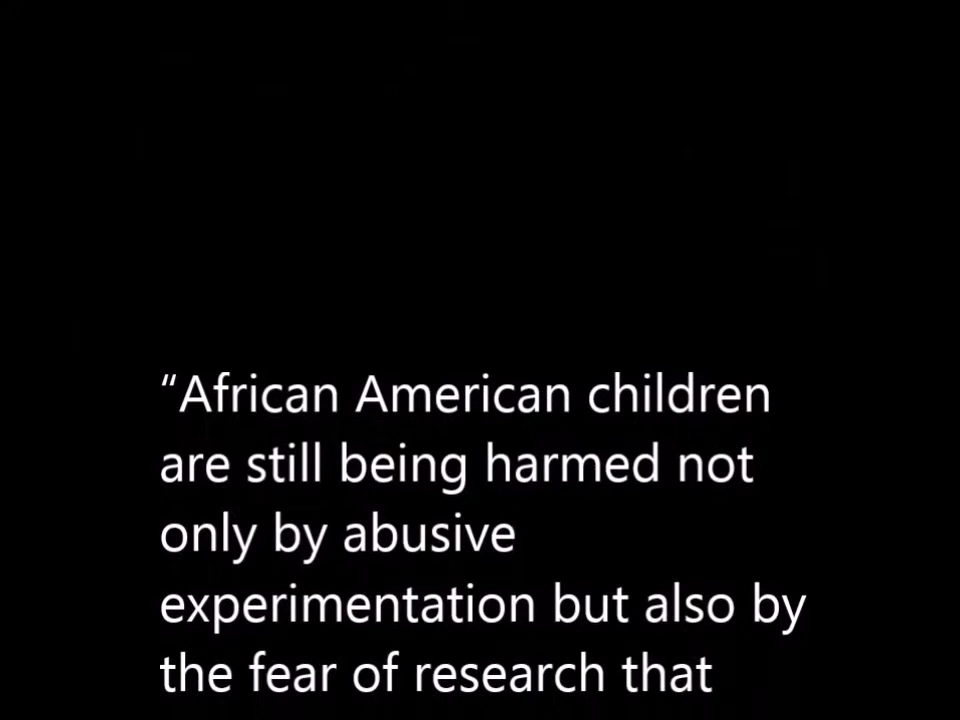 “African American children
are still being harmed not
only by abusive
experimentation but also by
the fear of research that